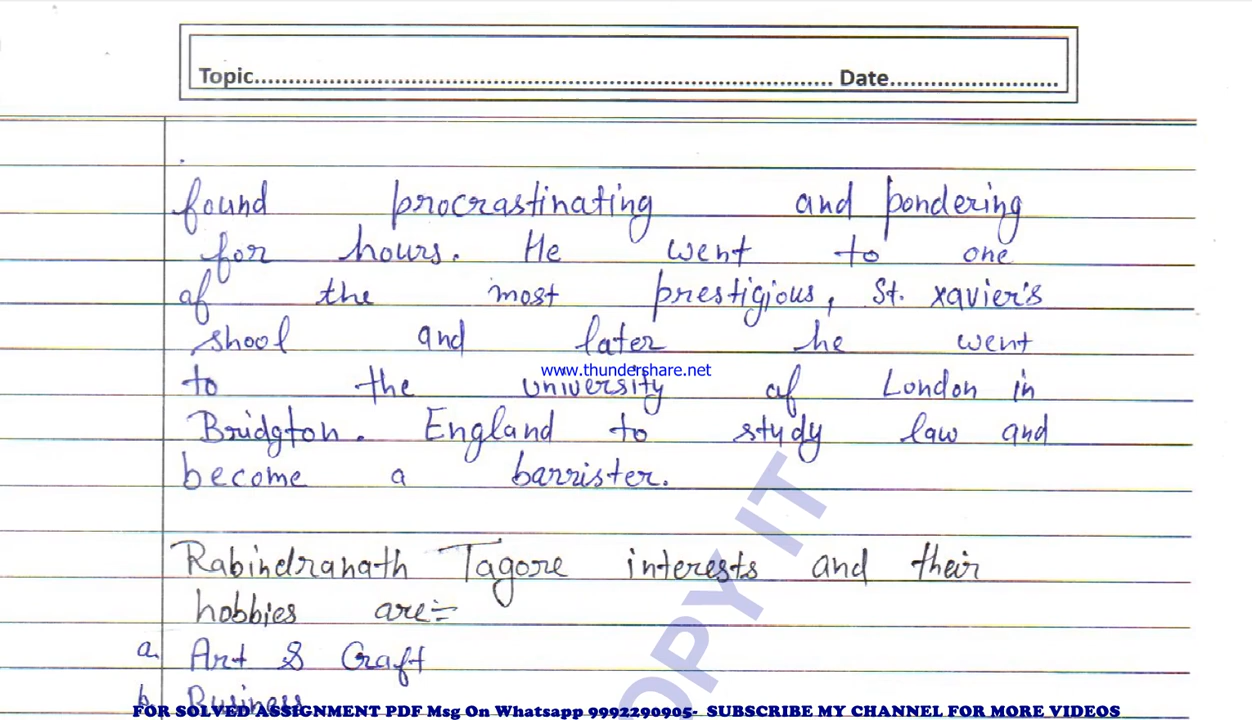 Topic........................................................................................ Date.........................
found procrastinating and pondering
for hours. He went to one
of the most prestigious, St. xavier's
shool and later he went
www.thundershare.net
to the university of London in
Bridgton. England to study law and
become a barrister.
Rabindranath Tagore interests and their
hobbies are:-
a. Art & Craft
b. Business
OPY IT
FOR SOLVED ASSIGNMENT PDF Msg On Whatsapp 9992290905- SUBSCRIBE MY CHANNEL FOR MORE VIDEOS